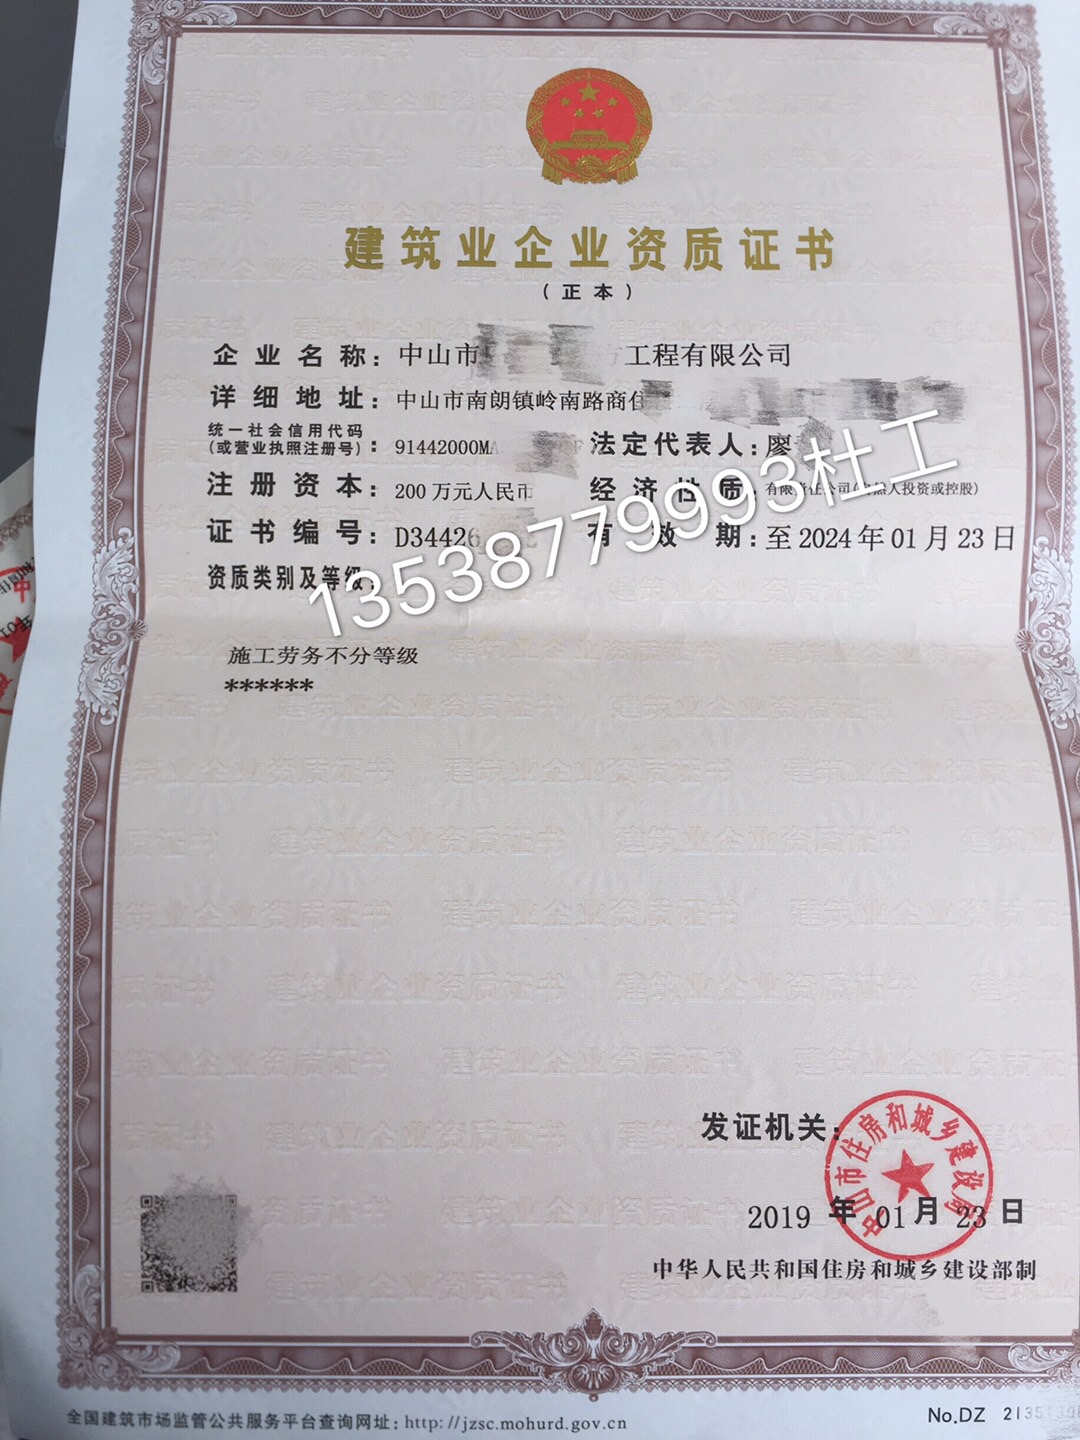 建筑业企业资质证书
（正本）
企业名称：中山市 工程有限公司
详细地址：中山市南朗镇岭南路商住
统一社会信用代码
（或营业执照注册号）：91442000MA 法定代表人：廖
注册资本：200万元人民币 经济性质：有限责任公司(自然人投资或控股)
证书编号：D34426 有效期：至2024年01月23日
资质类别及等级：
13538779993杜工
施工劳务不分等级
******
发证机关：
中山市住房和城乡建设局
2019年01月23日
中华人民共和国住房和城乡建设部制
全国建筑市场监管公共服务平台查询网址：http://jzsc.mohurd.gov.cn
No.DZ 2135